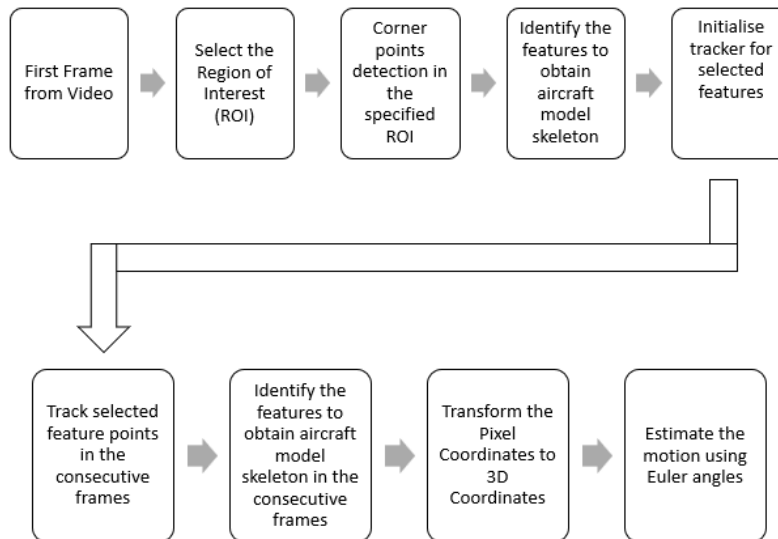 First Frame
from Video
Select the
Region of
Interest
(ROI)
Corner
points
detection in
the
specified
ROI
Identify the
features to
obtain
aircraft
model
skeleton
Initialise
tracker for
selected
features
Track selected
feature points
in the
consecutive
frames
Identify the
features to
obtain aircraft
model
skeleton in the
consecutive
frames
Transform the
Pixel
Coordinates to
3D
Coordinates
Estimate the
motion using
Euler angles